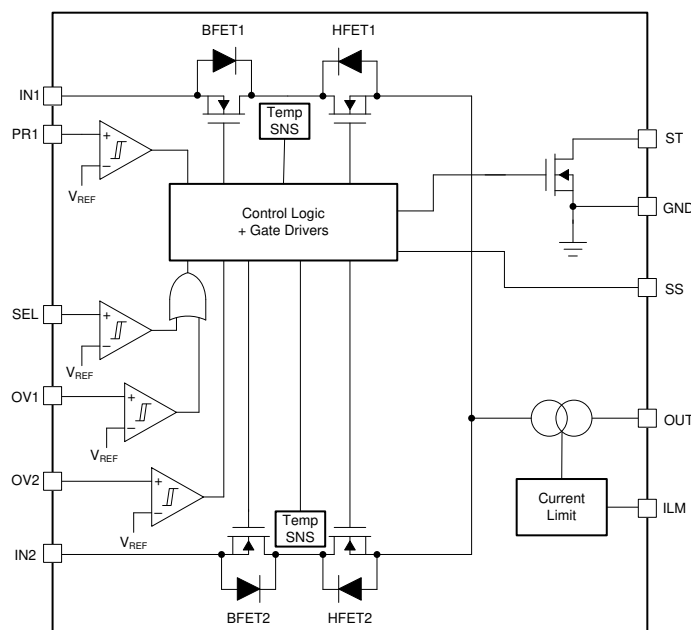 BFET1
HFET1
IN1
PR1
Temp
SNS
ST
VREF
Control Logic
+ Gate Drivers
GND
SS
SEL
VREF
OV1
OUT
VREF
OV2
Current
Limit
ILM
VREF
Temp
SNS
IN2
BFET2
HFET2